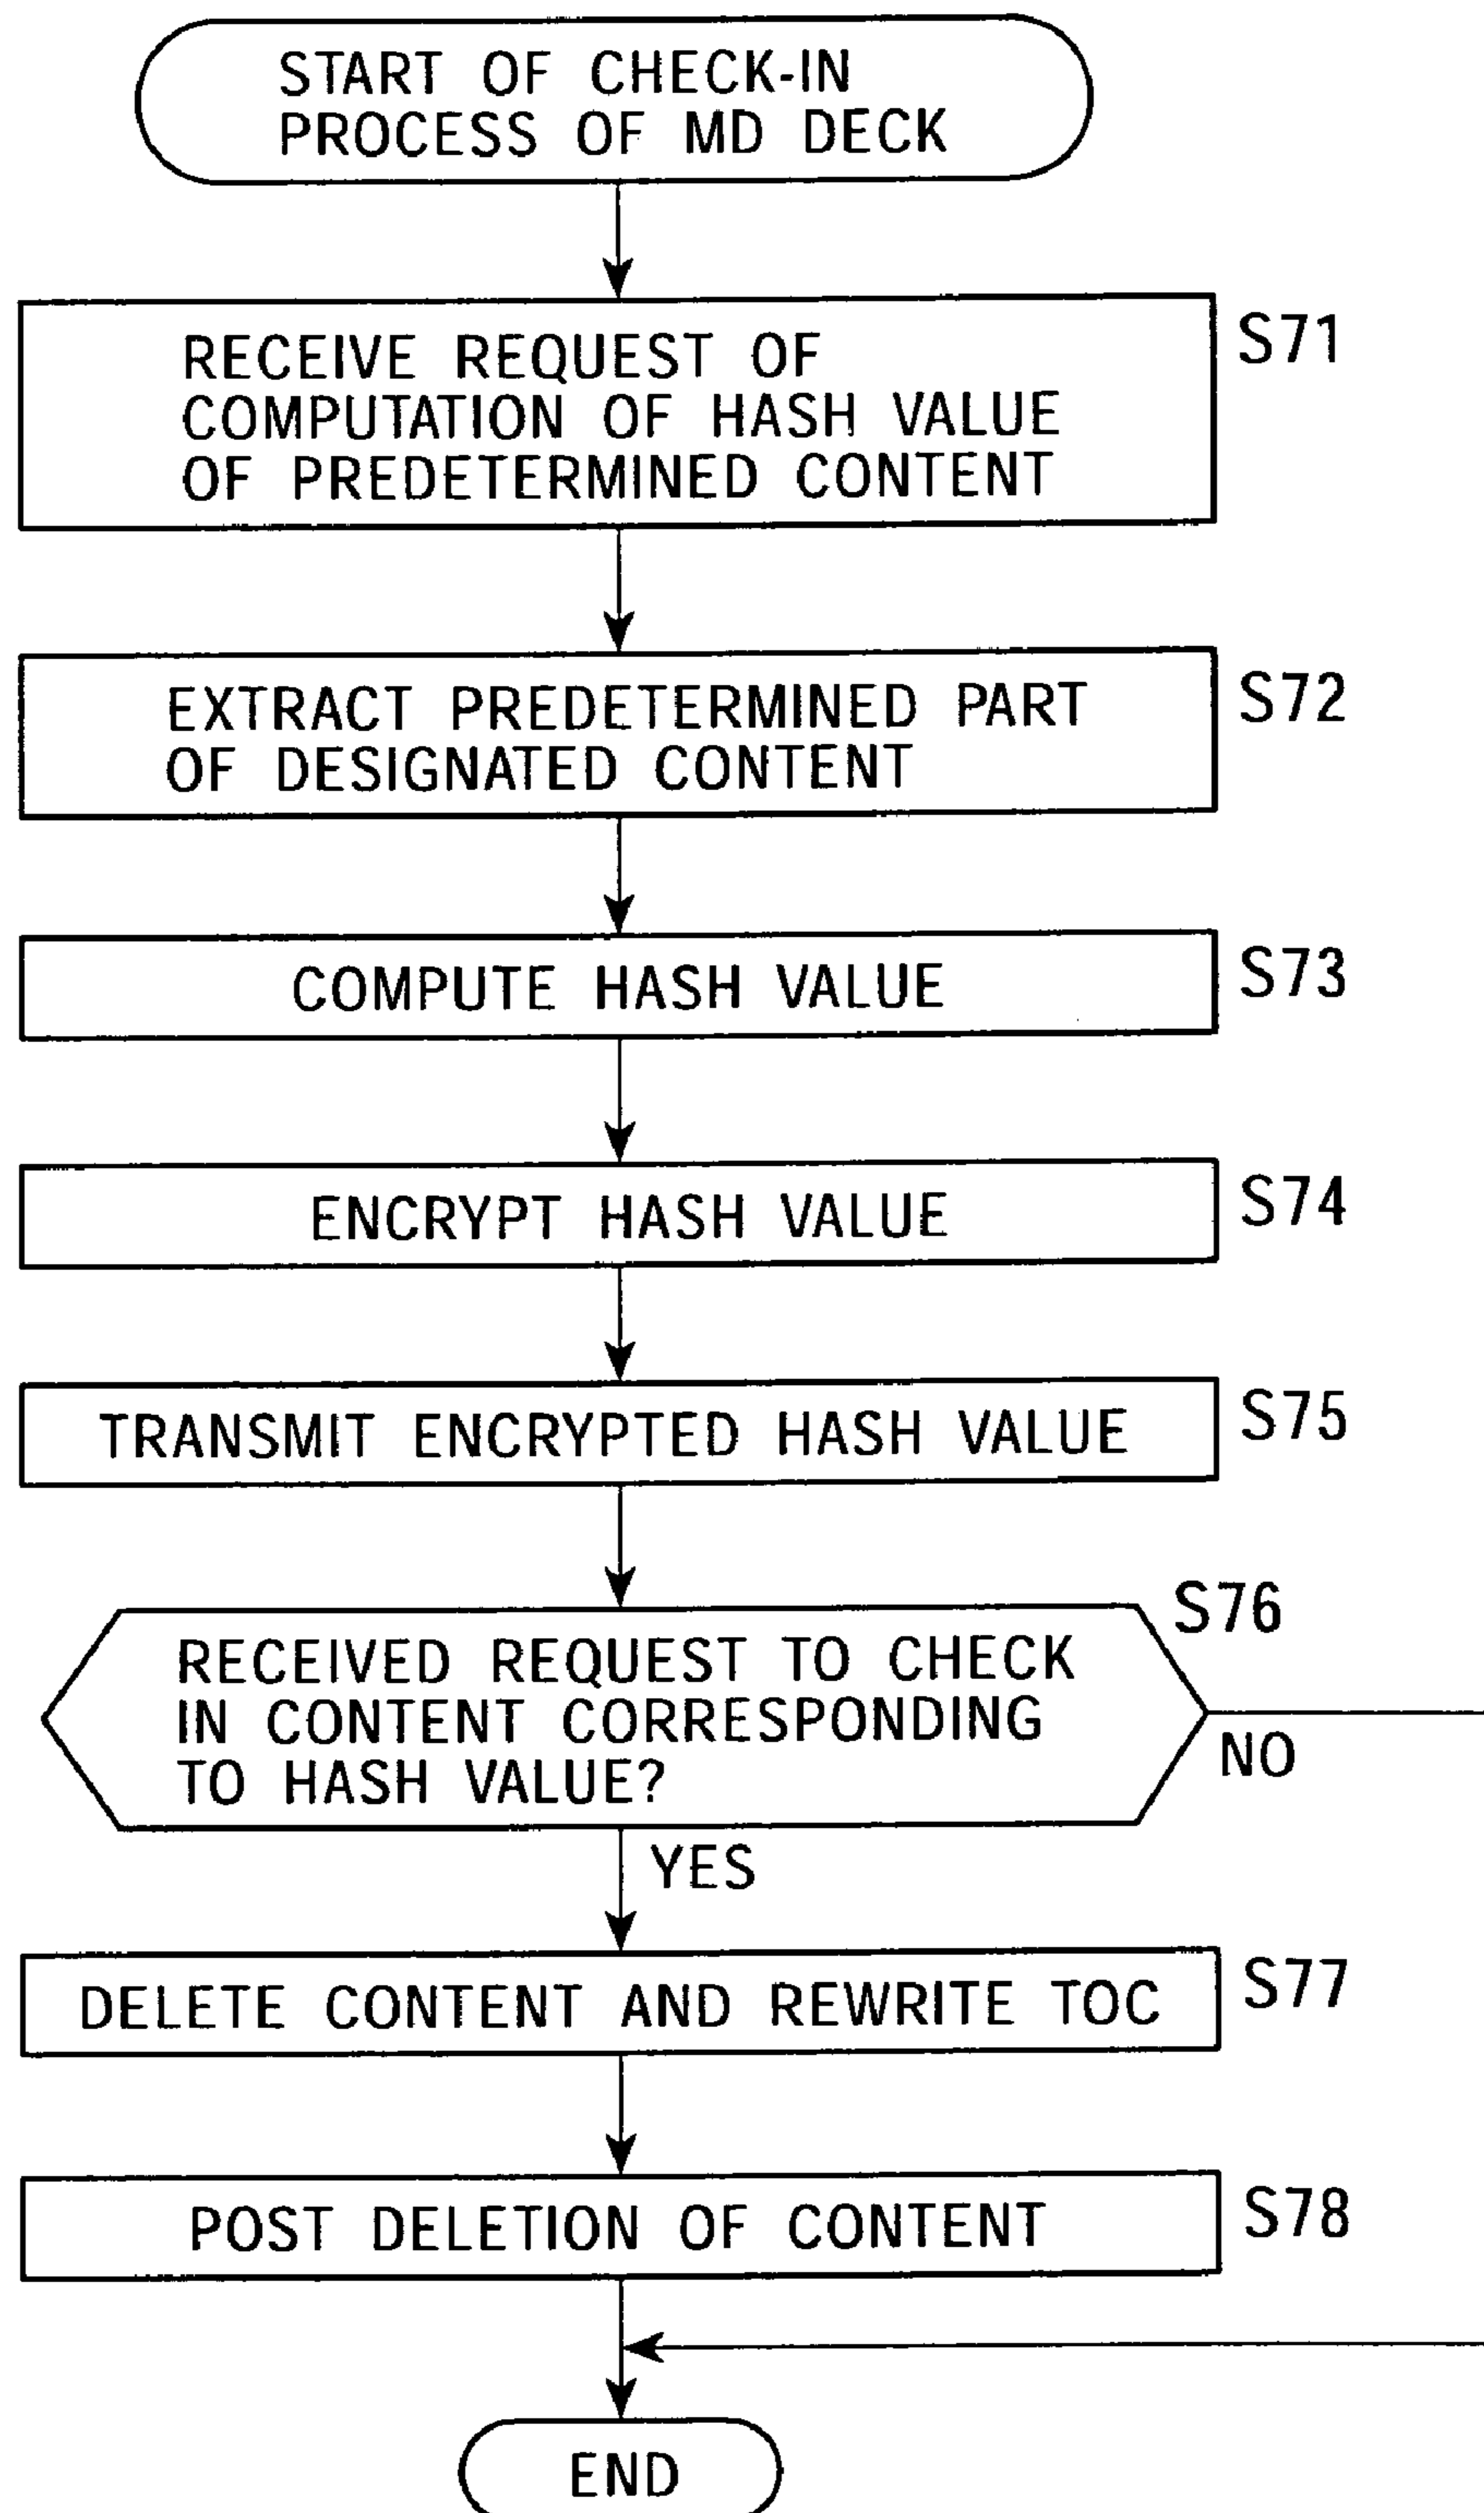 START OF CHECK-IN
PROCESS OF MD DECK
RECEIVE REQUEST OF
COMPUTATION OF HASH VALUE
OF PREDETERMINED CONTENT
S71
EXTRACT PREDETERMINED PART
OF DESIGNATED CONTENT
S72
COMPUTE HASH VALUE
S73
ENCRYPT HASH VALUE
S74
TRANSMIT ENCRYPTED HASH VALUE
S75
S76
RECEIVED REQUEST TO CHECK
IN CONTENT CORRESPONDING
TO HASH VALUE?
NO
YES
DELETE CONTENT AND REWRITE TOC
S77
POST DELETION OF CONTENT
S78
END